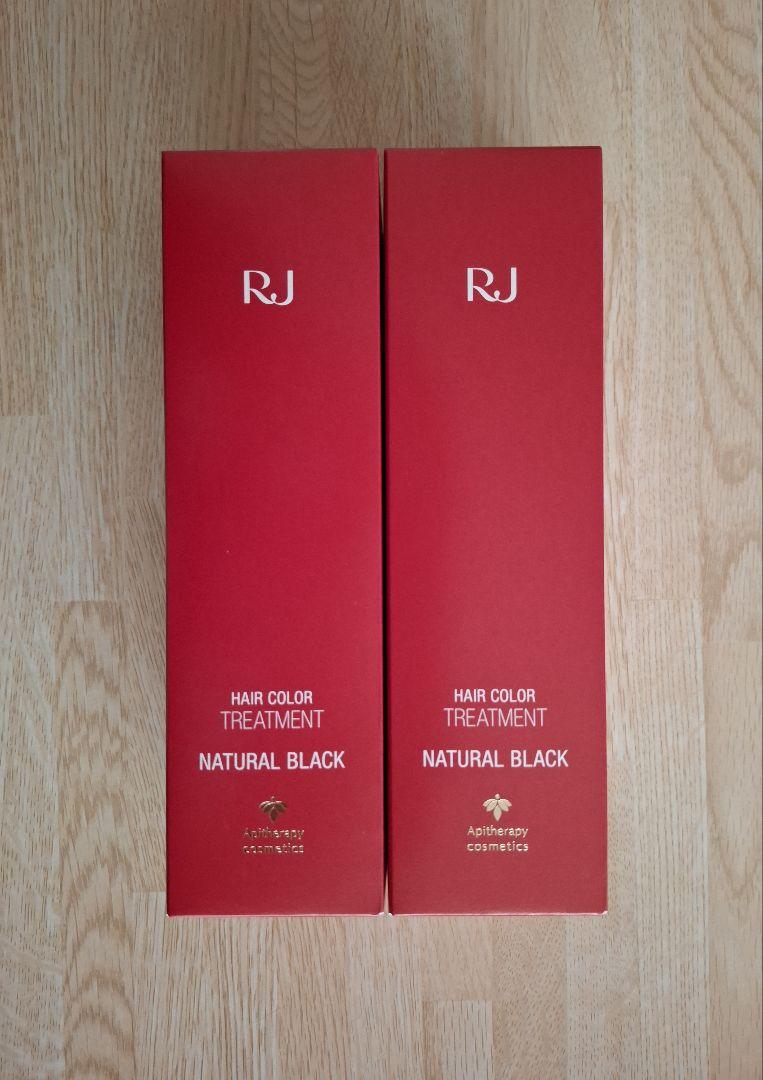 RJ
HAIR COLOR
TREATMENT
NATURAL BLACK
Apitherapy
cosmetics
RJ
HAIR COLOR
TREATMENT
NATURAL BLACK
Apitherapy
cosmetics